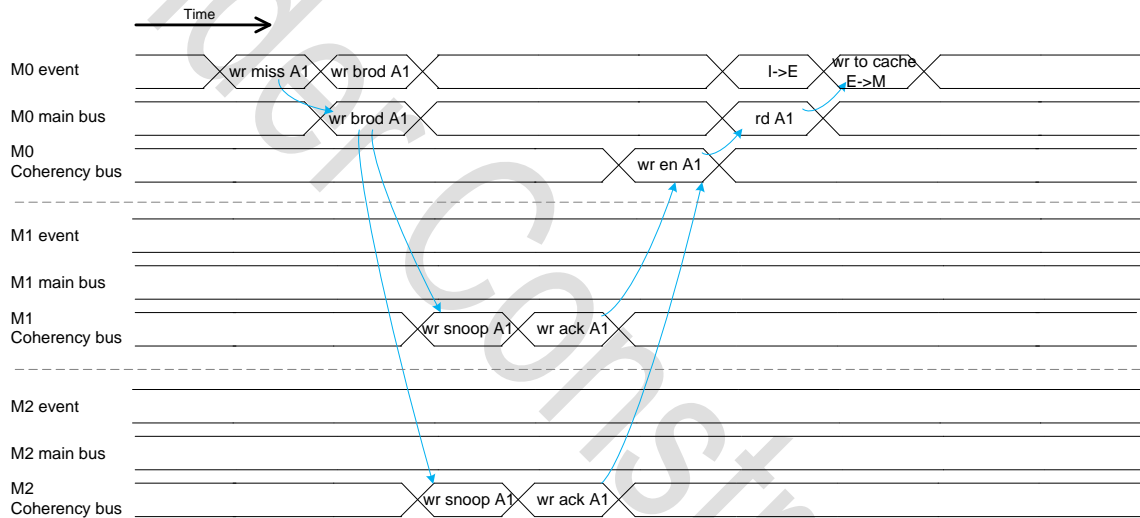 Time
M0 event
wr miss A1
wr brod A1
I->E
wr to cache
E->M
M0 main bus
wr brod A1
rd A1
M0
Coherency bus
wr en A1
M1 event
M1 main bus
M1
Coherency bus
wr snoop A1
wr ack A1
M2 event
M2 main bus
M2
Coherency bus
wr snoop A1
wr ack A1
der Constr